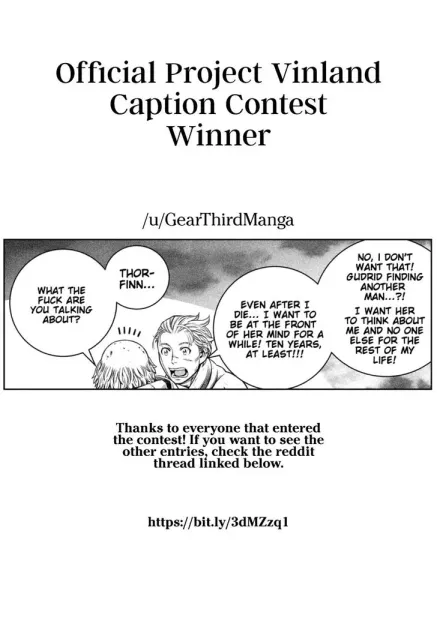 Official Project Vinland
Caption Contest
Winner
/u/GearThirdManga
WHAT THE
FUCK ARE
YOU TALKING
ABOUT?
THOR-
FINN...
EVEN AFTER I
DIE... I WANT TO
BE AT THE FRONT
OF HER MIND FOR A
WHILE! TEN YEARS,
AT LEAST!!!
NO, I DON'T
WANT THAT!
GUDRID FINDING
ANOTHER
MAN...?!
I WANT HER
TO THINK ABOUT
ME AND NO ONE
ELSE FOR THE
REST OF MY
LIFE!
Thanks to everyone that entered
the contest! If you want to see the
other entries, check the reddit
thread linked below.
https://bit.ly/3dMZzq1